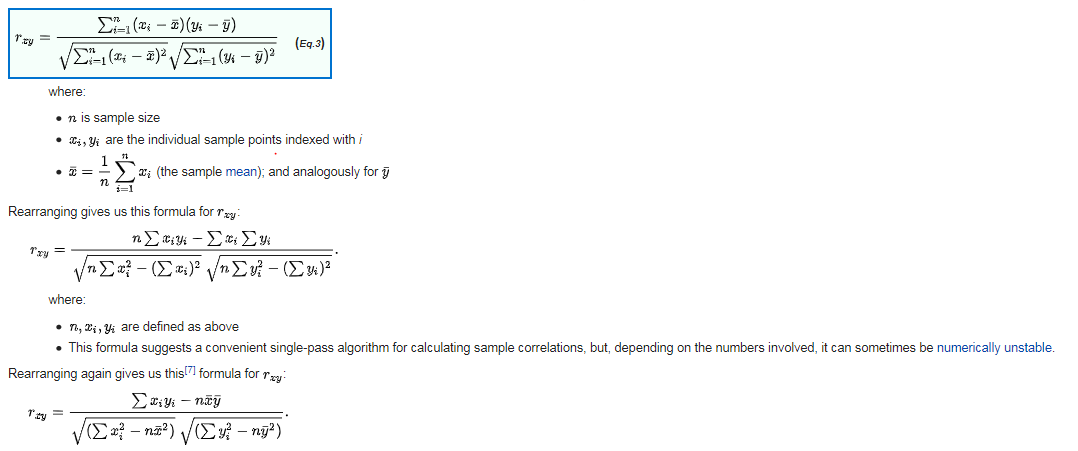 r_{xy} = \frac{\sum_{i=1}^{n}(x_i - \bar{x})(y_i - \bar{y})}{\sqrt{\sum_{i=1}^{n}(x_i - \bar{x})^2}\sqrt{\sum_{i=1}^{n}(y_i - \bar{y})^2}} (Eq.3)
where:
• n is sample size
• x_i, y_i are the individual sample points indexed with i
• \bar{x} = \frac{1}{n}\sum_{i=1}^{n} x_i (the sample mean); and analogously for \bar{y}
Rearranging gives us this formula for r_{xy}:
r_{xy} = \frac{n\sum x_i y_i - \sum x_i \sum y_i}{\sqrt{n\sum x_i^2 - (\sum x_i)^2}\sqrt{n\sum y_i^2 - (\sum y_i)^2}}.
where:
• n, x_i, y_i are defined as above
• This formula suggests a convenient single-pass algorithm for calculating sample correlations, but, depending on the numbers involved, it can sometimes be numerically unstable.
Rearranging again gives us this[7] formula for r_{xy}:
r_{xy} = \frac{\sum x_i y_i - n\bar{x}\bar{y}}{\sqrt{(\sum x_i^2 - n\bar{x}^2)}\sqrt{(\sum y_i^2 - n\bar{y}^2)}}.